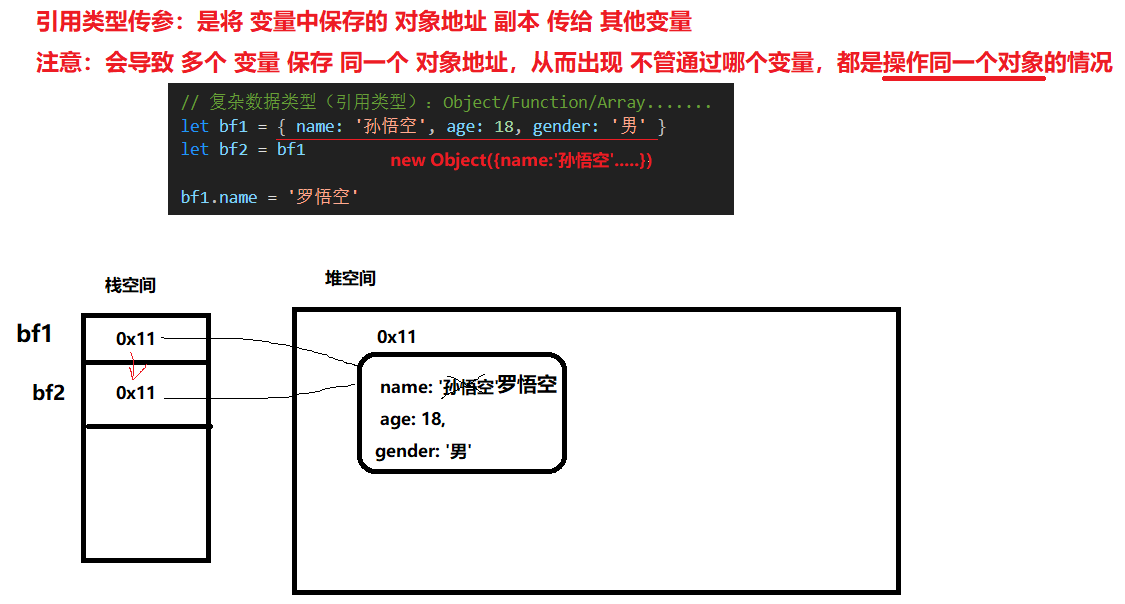 引用类型传参：是将 变量中保存的 对象地址 副本 传给 其他变量
注意：会导致 多个 变量 保存 同一个 对象地址，从而出现 不管通过哪个变量，都是操作同一个对象的情况
// 复杂数据类型（引用类型）：Object/Function/Array.......
let bf1 = { name: '孙悟空', age: 18, gender: '男' }
let bf2 = bf1
new Object({name:'孙悟空'.....})
bf1.name = '罗悟空'
栈空间
堆空间
bf1
0x11
0x11
bf2
0x11
name: '孙悟空'罗悟空
age: 18,
gender: '男'